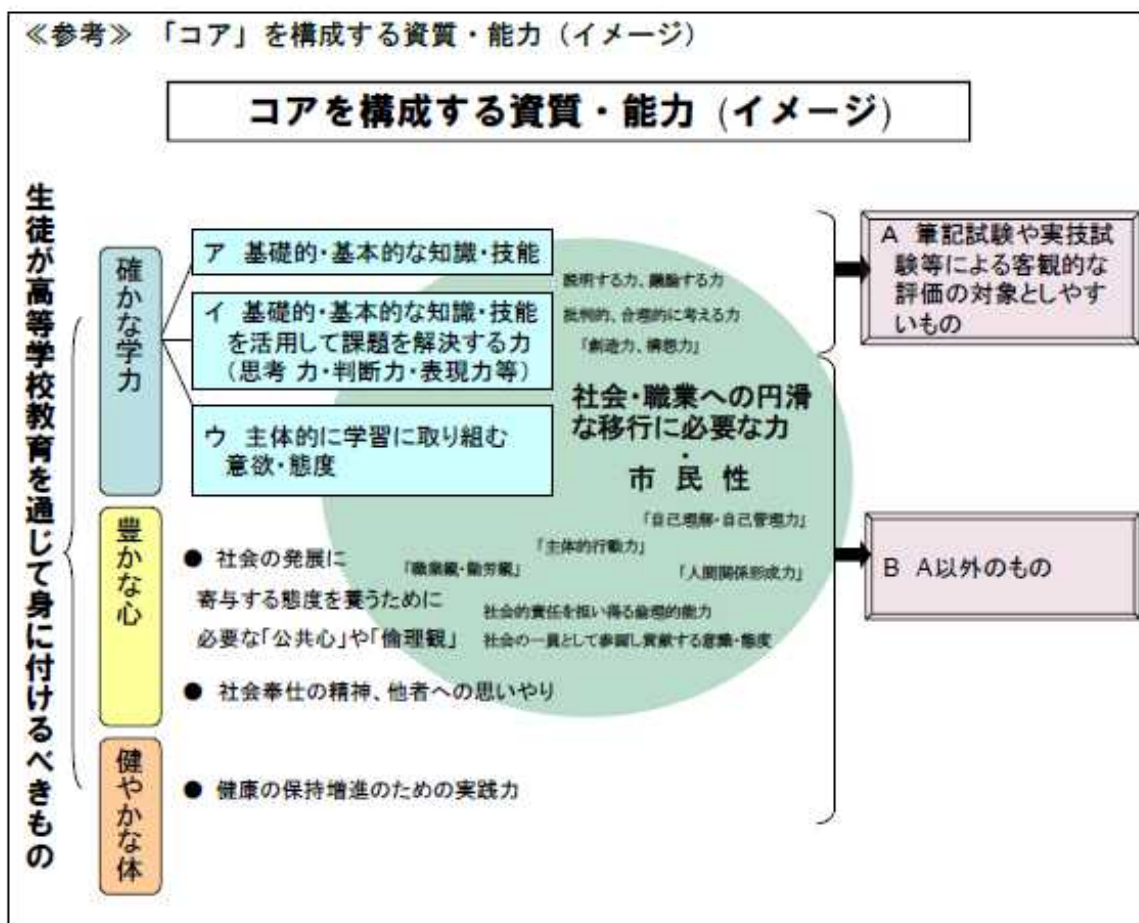 ≪参考≫ 「コア」を構成する資質・能力（イメージ）
コアを構成する資質・能力（イメージ）
生徒が高等学校教育を通じて身に付けるべきもの
確かな学力
ア 基礎的・基本的な知識・技能
イ 基礎的・基本的な知識・技能
を活用して課題を解決する力
（思考 力・判断力・表現力等）
ウ 主体的に学習に取り組む
意欲・態度
説明する力、議論する力
批判的、合理的に考える力
「創造力、構想力」
社会・職業への円滑
な移行に必要な力
・
市 民 性
「自己理解・自己管理力」
「主体的行動力」
「職業観・勤労観」
「人間関係形成力」
社会的責任を担い得る倫理的能力
社会の一員として参画し貢献する意識・態度
豊かな心
● 社会の発展に
寄与する態度を養うために
必要な「公共心」や「倫理観」
● 社会奉仕の精神、他者への思いやり
健やかな体
● 健康の保持増進のための実践力
A 筆記試験や実技試
験等による客観的な
評価の対象としやす
いもの
B A以外のもの